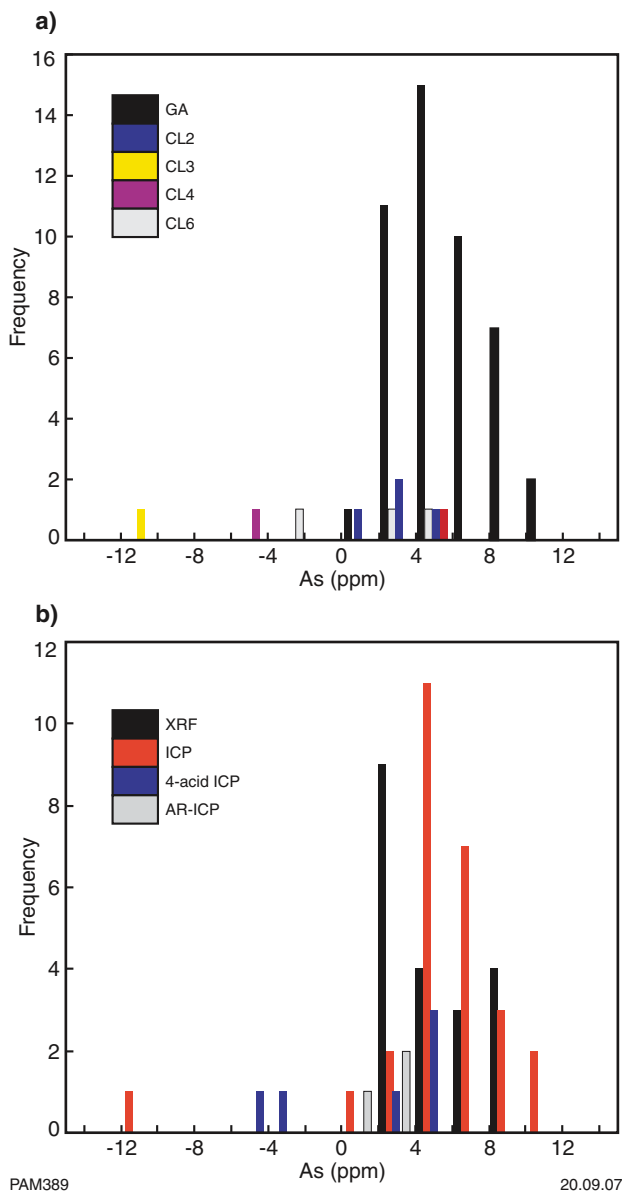 a)
16
14
12
10
8
6
4
2
0
Frequency
GA
CL2
CL3
CL4
CL6
-12 -8 -4 0 4 8 12
As (ppm)
b)
12
10
8
6
4
2
0
Frequency
XRF
ICP
4-acid ICP
AR-ICP
-12 -8 -4 0 4 8 12
As (ppm)
PAM389 20.09.07